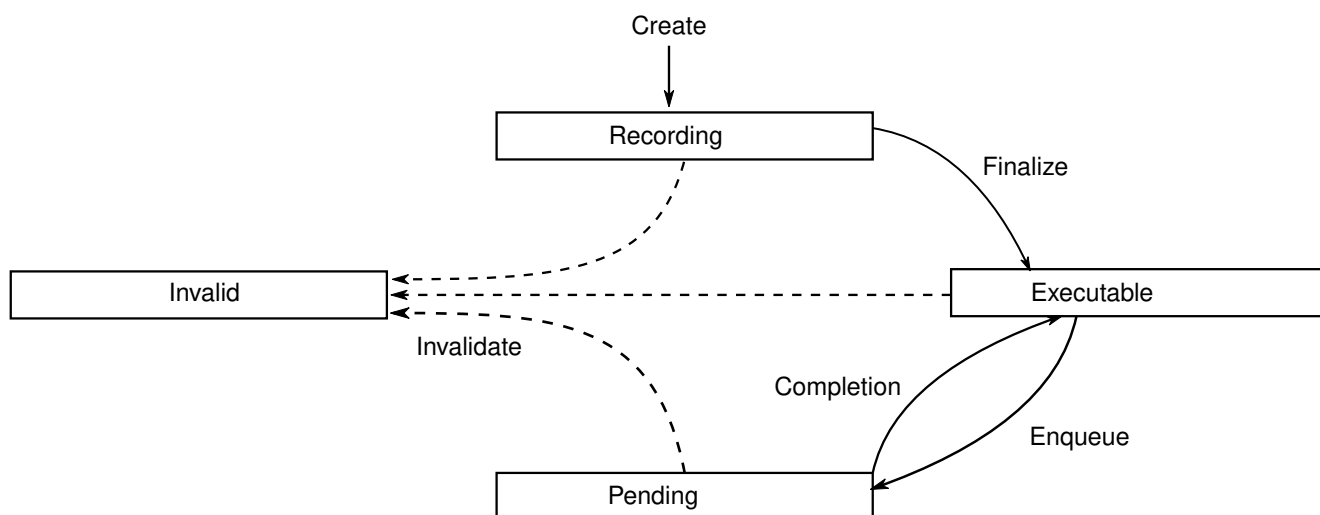 Create
Recording
Finalize
Invalid
Executable
Invalidate
Completion
Enqueue
Pending